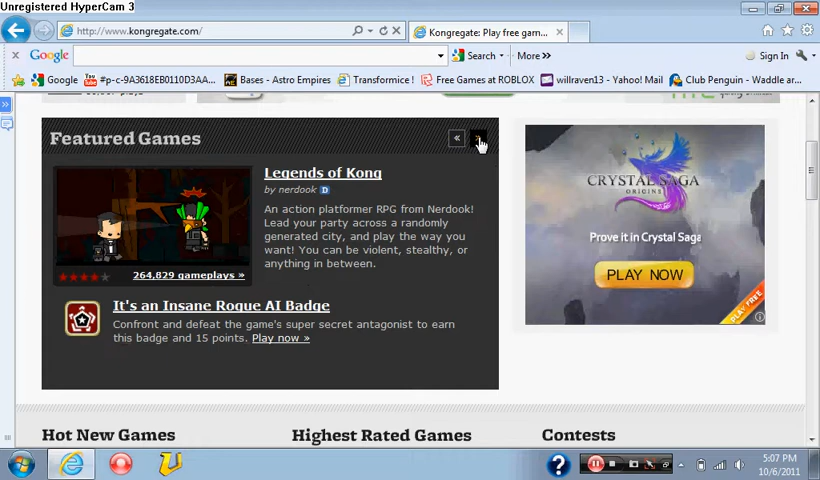 Unregistered HyperCam 3
http://www.kongregate.com/
Kongregate: Play free gam...
Google
Search
More »
Sign In
Google
#p-c-9A3618EB0110D3AA...
Bases - Astro Empires
Transformice !
Free Games at ROBLOX
willraven13 - Yahoo! Mail
Club Penguin - Waddle ar...
Featured Games
«
Legends of Kong
by nerdook D
An action platformer RPG from Nerdook!
Lead your party across a randomly
generated city, and play the way you
want! You can be violent, stealthy, or
anything in between.
264,829 gameplays »
It's an Insane Rogue AI Badge
Confront and defeat the game's super secret antagonist to earn
this badge and 15 points. Play now »
CRYSTAL SAGA
ORIGINS
Prove it in Crystal Saga
PLAY NOW
PLAY FREE
Hot New Games
Highest Rated Games
Contests
5:07 PM
10/6/2011